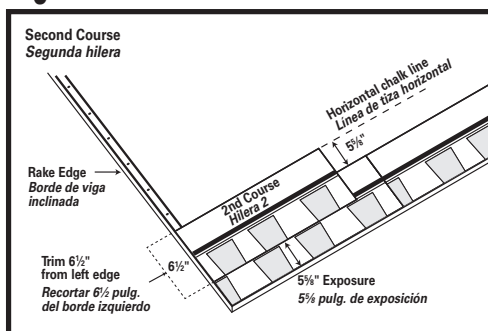 Second Course
Segunda hilera
Horizontal chalk line
Línea de tiza horizontal
5⅝"
Rake Edge
Borde de viga
inclinada
2nd Course
Hilera 2
Trim 6½"
from left edge
Recortar 6½ pulg.
del borde izquierdo
6½"
5⅝" Exposure
5⅝ pulg. de exposición